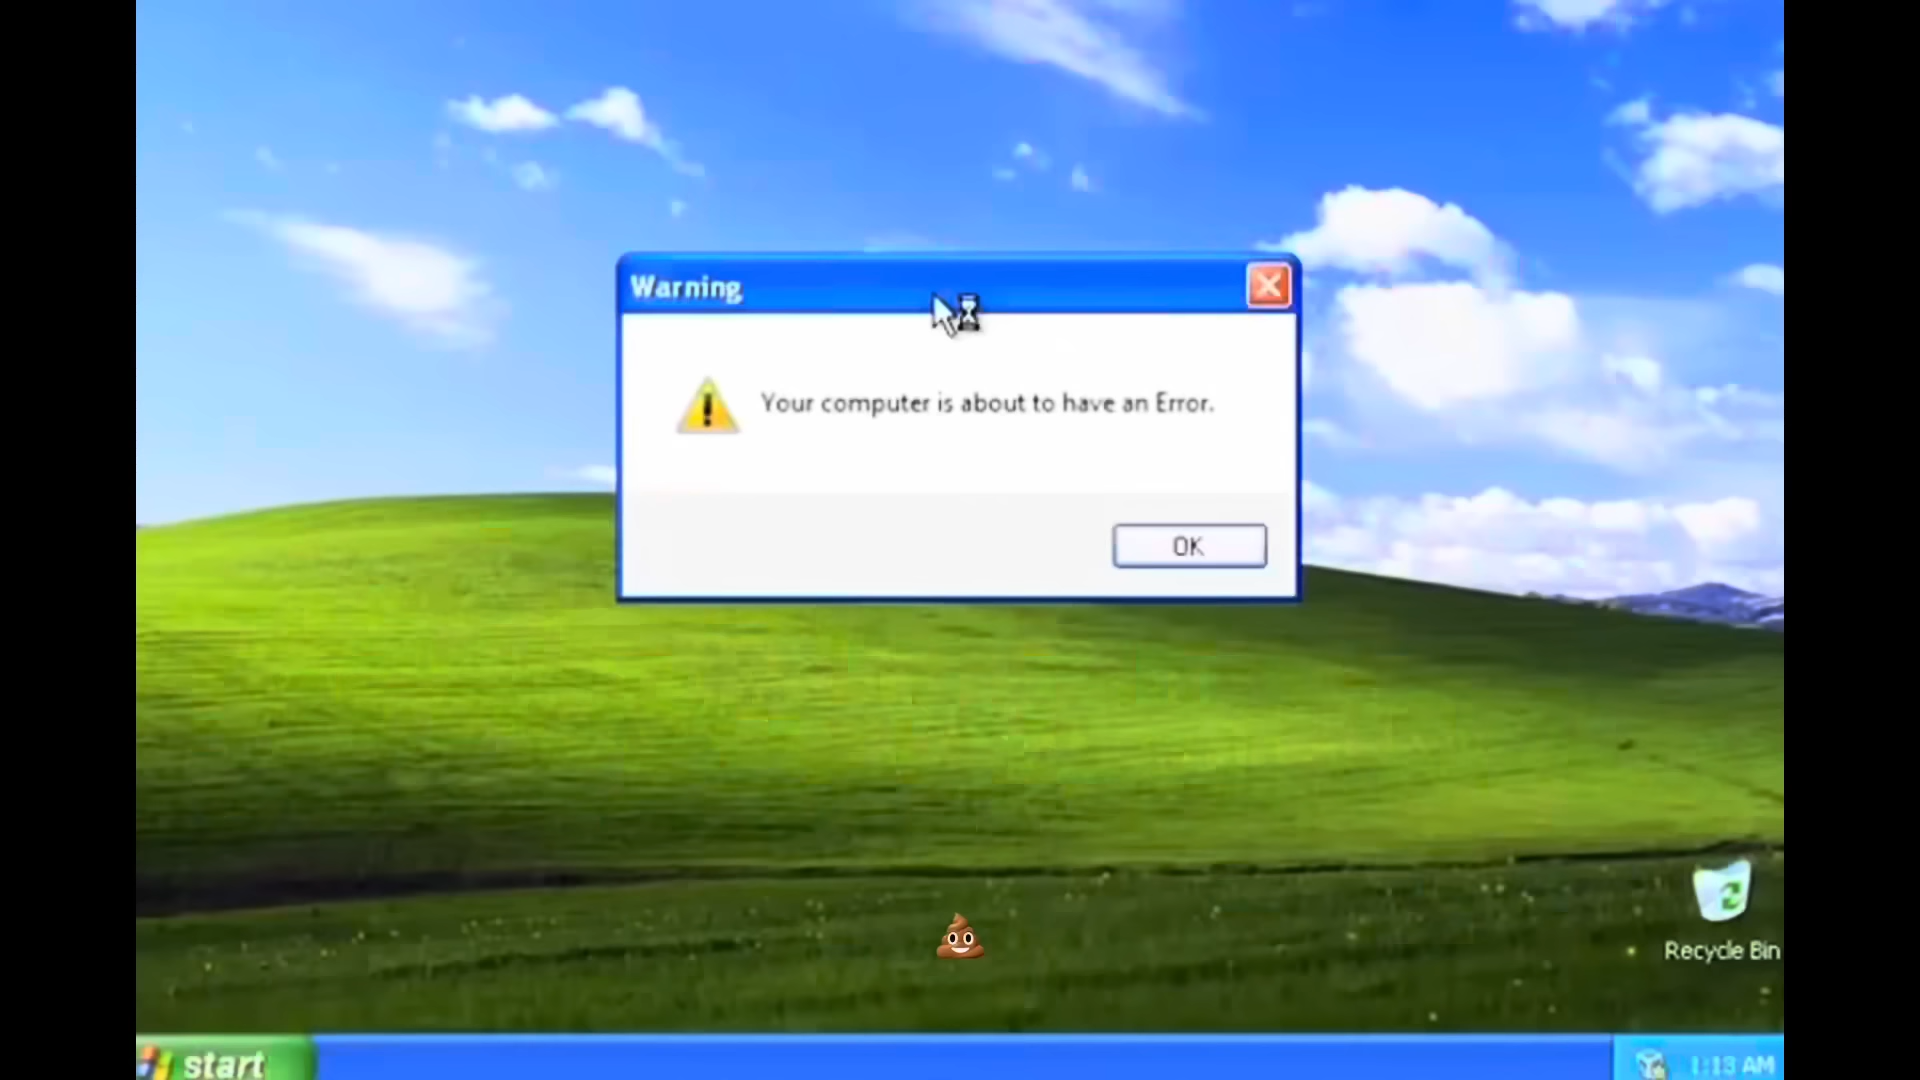 Warning
Your computer is about to have an Error.
OK
Recycle Bin
start
1:13 AM